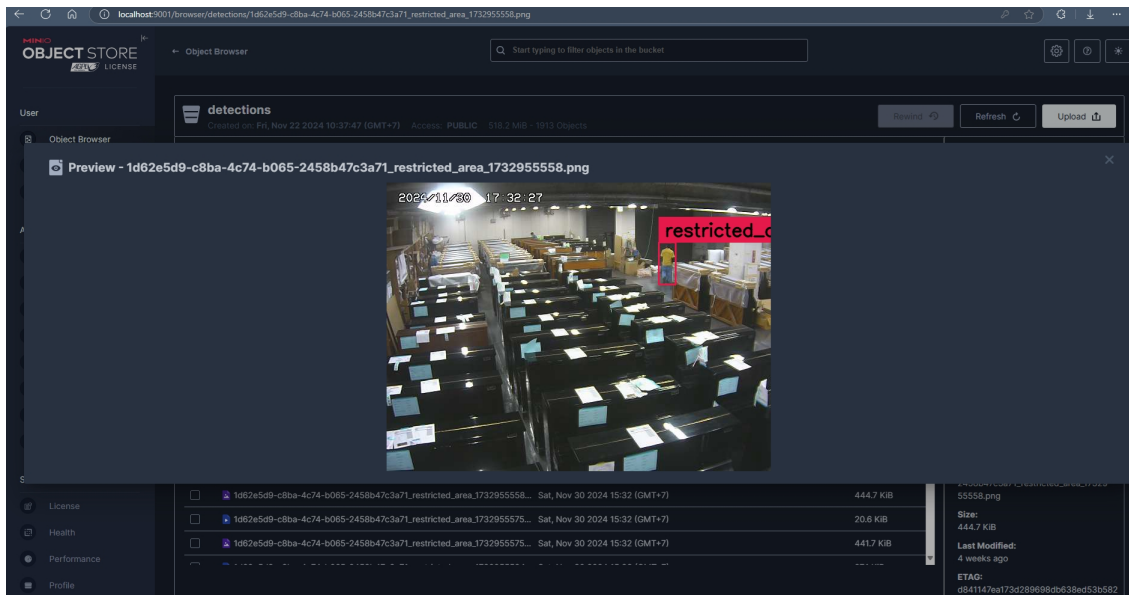 localhost:9001/browser/detections/1d62e5d9-c8ba-4c74-b065-2458b47c3a71_restricted_area_1732955558.png
MINIO
OBJECT STORE
AGPLV3 LICENSE
← Object Browser
Start typing to filter objects in the bucket
User
detections
Created on: Fri, Nov 22 2024 10:37:47 (GMT+7) Access: PUBLIC 518.2 MiB - 1913 Objects
Rewind
Refresh
Upload
Object Browser
Preview - 1d62e5d9-c8ba-4c74-b065-2458b47c3a71_restricted_area_1732955558.png
2024/11/30 17:32:27
restricted_
1d62e5d9-c8ba-4c74-b065-2458b47c3a71_restricted_area_1732955558... Sat, Nov 30 2024 15:32 (GMT+7) 444.7 KiB
1d62e5d9-c8ba-4c74-b065-2458b47c3a71_restricted_area_1732955575... Sat, Nov 30 2024 15:32 (GMT+7) 20.6 KiB
1d62e5d9-c8ba-4c74-b065-2458b47c3a71_restricted_area_1732955575... Sat, Nov 30 2024 15:32 (GMT+7) 441.7 KiB
License
Health
Performance
Profile
55558.png
Size:
444.7 KiB
Last Modified:
4 weeks ago
ETAG:
d841147ea173d289698db638ed53b582